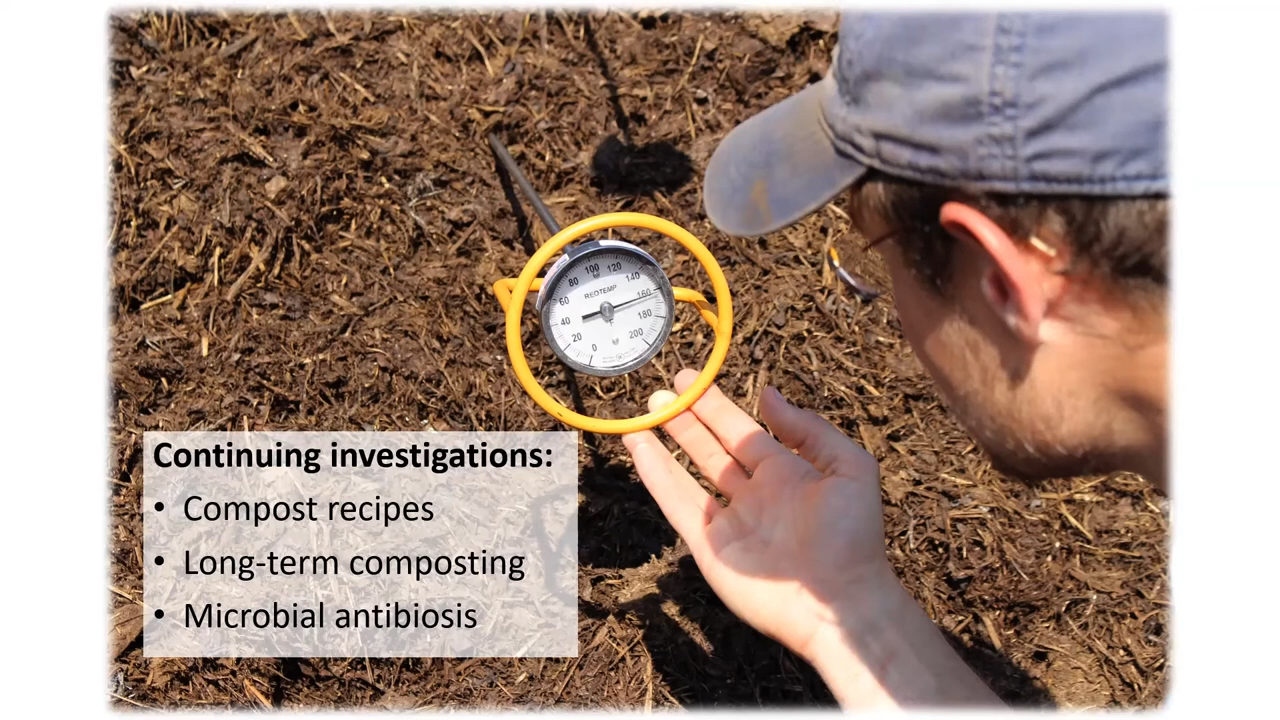 100
80
120
60
140
REOTEMP
160
40
180
20
F
200
0
Continuing investigations:
• Compost recipes
• Long-term composting
• Microbial antibiosis